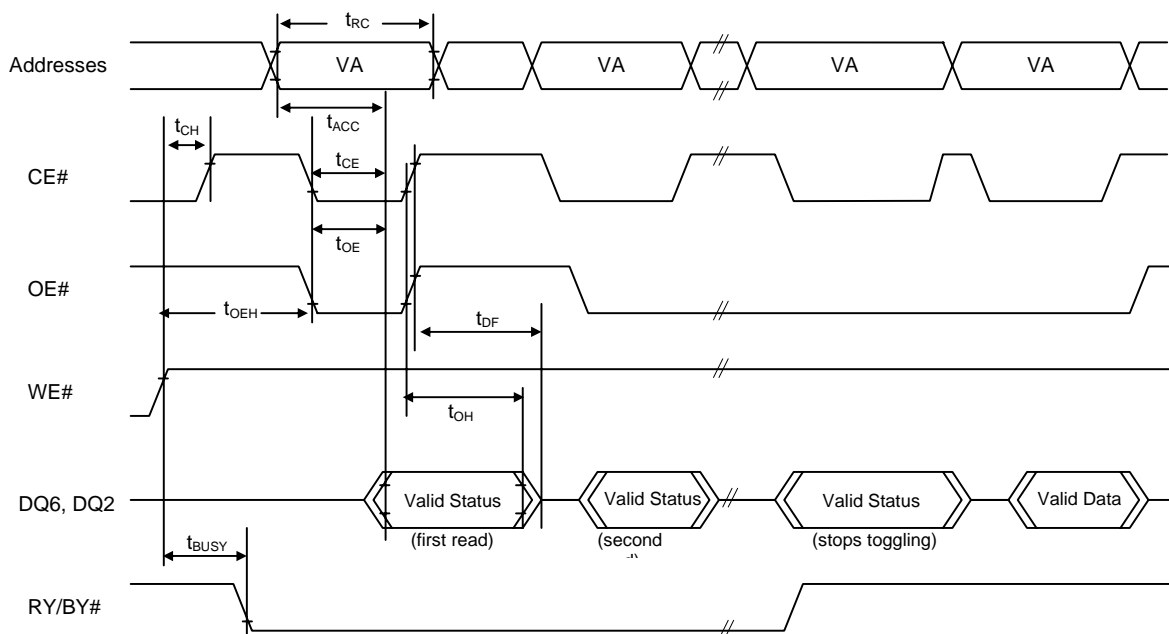 tRC
Addresses VA VA VA VA
tACC
tCH
tCE
CE#
tOE
OE#
tOEH
tDF
WE#
tOH
DQ6, DQ2 Valid Status Valid Status Valid Status Valid Data
(first read) (second (stops toggling)
tBUSY
RY/BY#